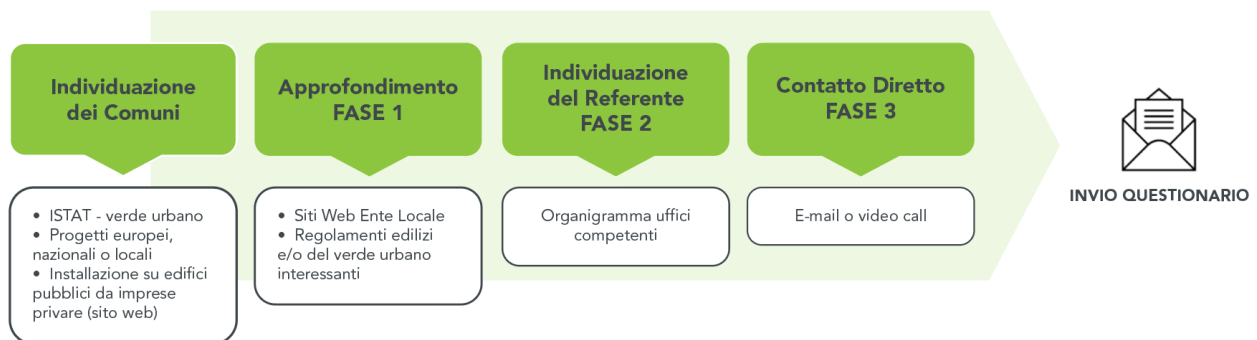 Individuazione
dei Comuni
• ISTAT - verde urbano
• Progetti europei,
nazionali o locali
• Installazione su edifici
pubblici da imprese
privare (sito web)
Approfondimento
FASE 1
• Siti Web Ente Locale
• Regolamenti edilizi
e/o del verde urbano
interessanti
Individuazione
del Referente
FASE 2
Organigramma uffici
competenti
Contatto Diretto
FASE 3
E-mail o video call
INVIO QUESTIONARIO